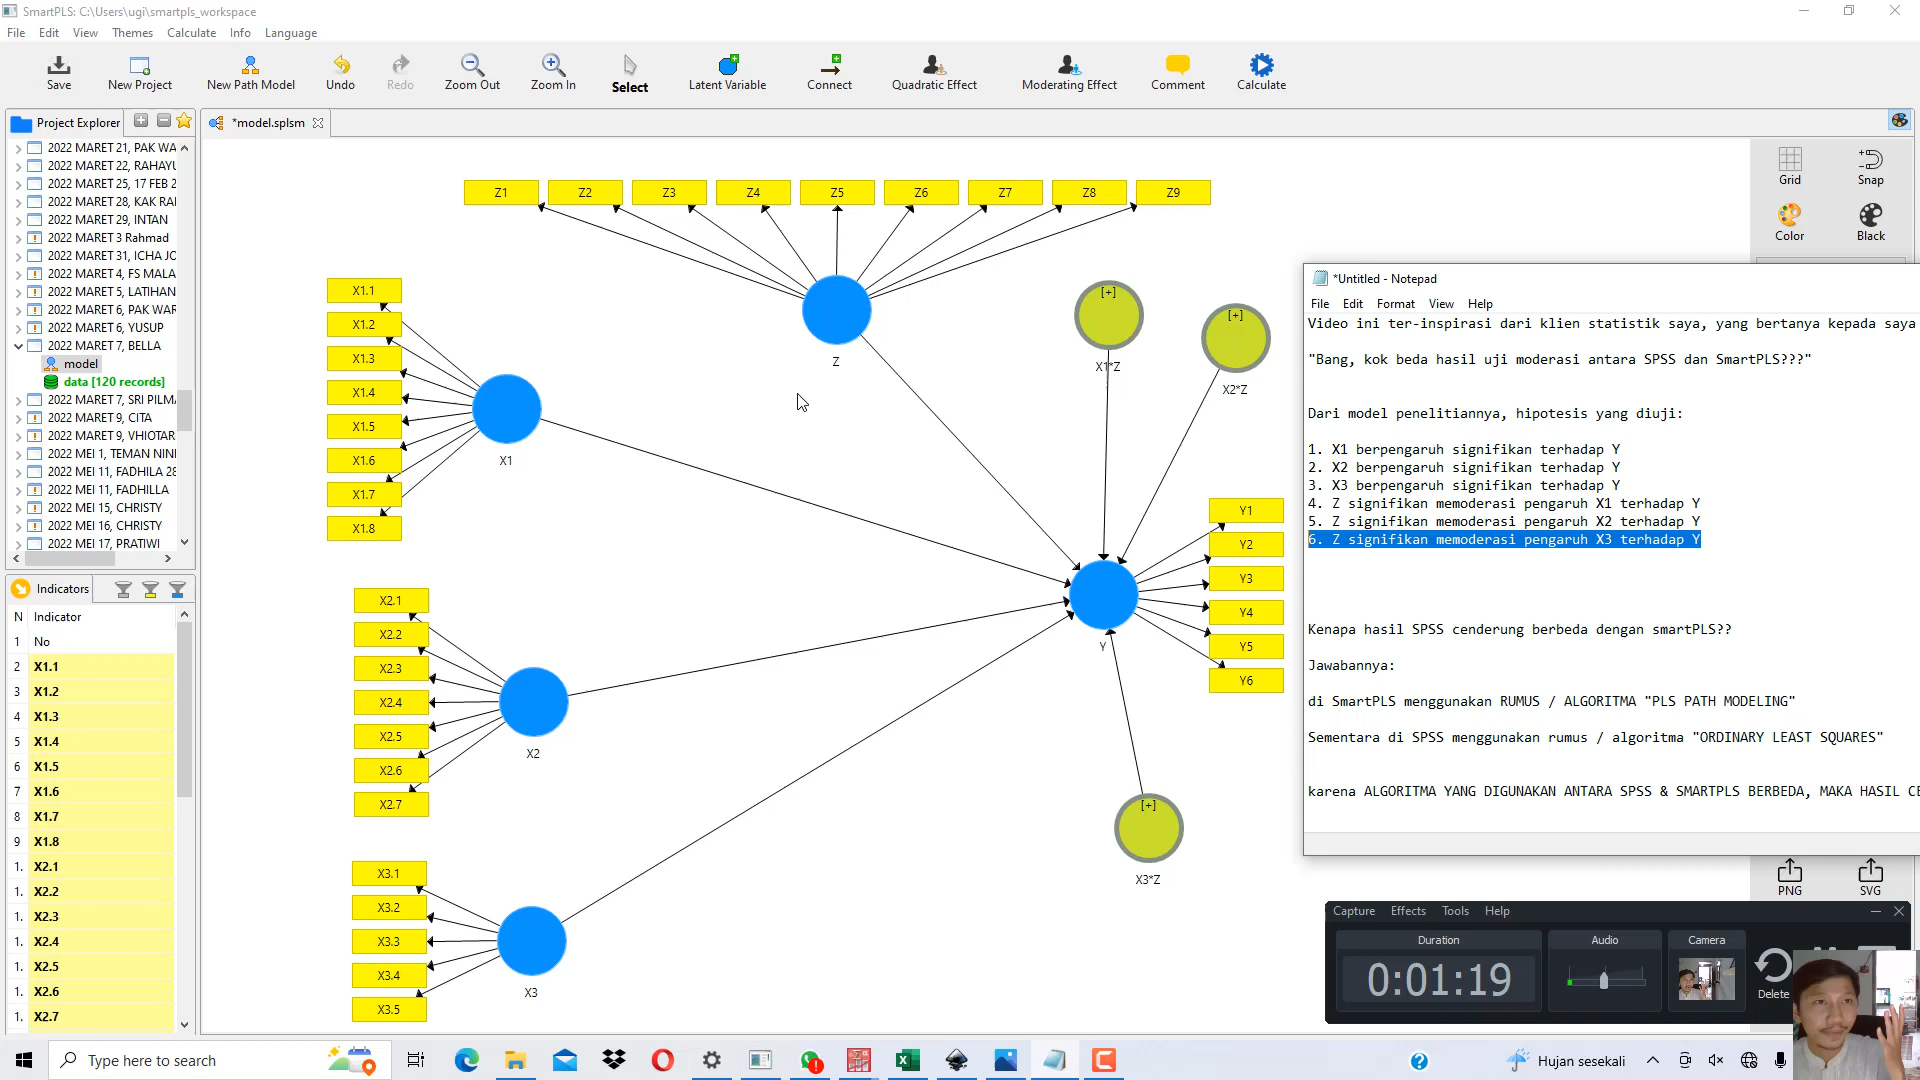 SmartPLS: C:\Users\ugi\smartpls_workspace
File Edit View Themes Calculate Info Language
Save New Project New Path Model Undo Redo Zoom Out Zoom In Select Latent Variable Connect Quadratic Effect Moderating Effect Comment Calculate
Project Explorer
*model.splsm
2022 MARET 21, PAK WA
2022 MARET 22, RAHAYU
2022 MARET 25, 17 FEB 2
2022 MARET 28, KAK RAI
2022 MARET 29, INTAN
2022 MARET 3 Rahmad
2022 MARET 31, ICHA JO
2022 MARET 4, FS MALA
2022 MARET 5, LATIHAN
2022 MARET 6, PAK WAR
2022 MARET 6, YUSUP
2022 MARET 7, BELLA
model
data [120 records]
2022 MARET 7, SRI PILM
2022 MARET 9, CITA
2022 MARET 9, VHIOTAR
2022 MEI 1, TEMAN NINI
2022 MEI 11, FADHILA 28
2022 MEI 11, FADHILLA
2022 MEI 15, CHRISTY
2022 MEI 16, CHRISTY
2022 MEI 17, PRATIWI
Indicators
N Indicator
1 No
2 X1.1
3 X1.2
4 X1.3
5 X1.4
6 X1.5
7 X1.6
8 X1.7
9 X1.8
1. X2.1
1. X2.2
1. X2.3
1. X2.4
1. X2.5
1. X2.6
1. X2.7
Z1 Z2 Z3 Z4 Z5 Z6 Z7 Z8 Z9
Z
X1.1
X1.2
X1.3
X1.4
X1.5
X1.6
X1.7
X1.8
X1
X2.1
X2.2
X2.3
X2.4
X2.5
X2.6
X2.7
X2
X3.1
X3.2
X3.3
X3.4
X3.5
X3
[+]
X1*Z
[+]
X2*Z
Y1
Y2
Y3
Y4
Y5
Y6
Y
[+]
X3*Z
Grid Snap
Color Black
*Untitled - Notepad
File Edit Format View Help
Video ini ter-inspirasi dari klien statistik saya, yang bertanya kepada saya
"Bang, kok beda hasil uji moderasi antara SPSS dan SmartPLS???"
Dari model penelitiannya, hipotesis yang diuji:
1. X1 berpengaruh signifikan terhadap Y
2. X2 berpengaruh signifikan terhadap Y
3. X3 berpengaruh signifikan terhadap Y
4. Z signifikan memoderasi pengaruh X1 terhadap Y
5. Z signifikan memoderasi pengaruh X2 terhadap Y
6. Z signifikan memoderasi pengaruh X3 terhadap Y
Kenapa hasil SPSS cenderung berbeda dengan smartPLS??
Jawabannya:
di SmartPLS menggunakan RUMUS / ALGORITMA "PLS PATH MODELING"
Sementara di SPSS menggunakan rumus / algoritma "ORDINARY LEAST SQUARES"
karena ALGORITMA YANG DIGUNAKAN ANTARA SPSS & SMARTPLS BERBEDA, MAKA HASIL CE
PNG SVG
Capture Effects Tools Help
Duration Audio Camera
0:01:19
Delete
Type here to search
Hujan sesekali